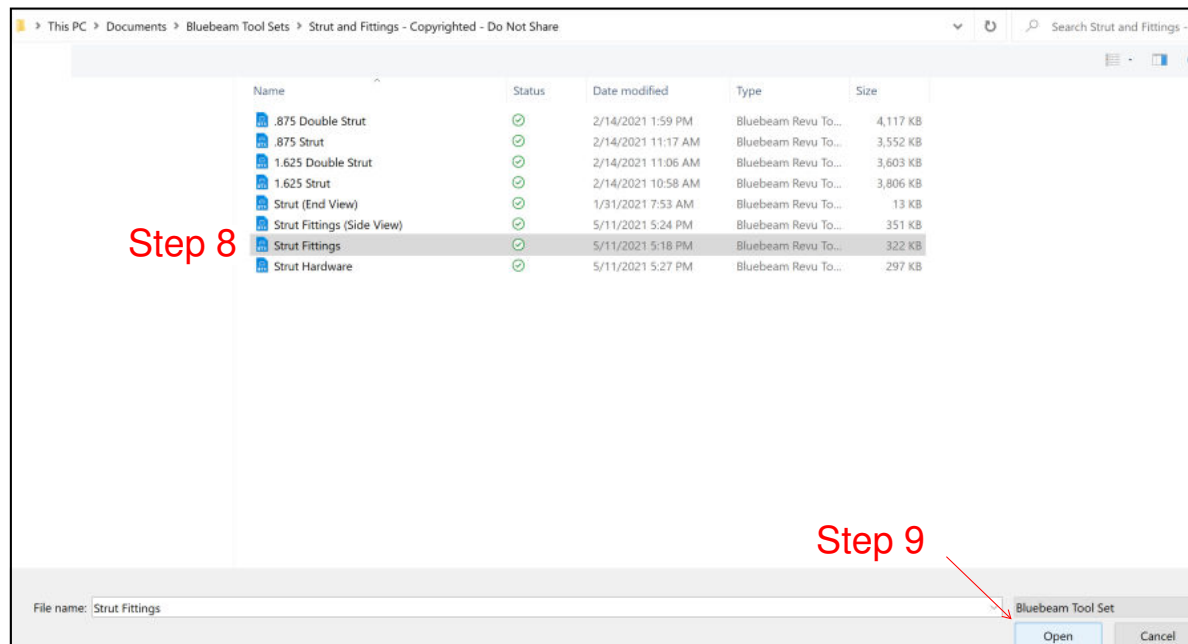 This PC > Documents > Bluebeam Tool Sets > Strut and Fittings - Copyrighted - Do Not Share Search Strut and Fittings -
Name Status Date modified Type Size
.875 Double Strut 2/14/2021 1:59 PM Bluebeam Revu To... 4,117 KB
.875 Strut 2/14/2021 11:17 AM Bluebeam Revu To... 3,552 KB
1.625 Double Strut 2/14/2021 11:06 AM Bluebeam Revu To... 3,603 KB
1.625 Strut 2/14/2021 10:58 AM Bluebeam Revu To... 3,806 KB
Strut (End View) 1/31/2021 7:53 AM Bluebeam Revu To... 13 KB
Strut Fittings (Side View) 5/11/2021 5:24 PM Bluebeam Revu To... 351 KB
Step 8 Strut Fittings 5/11/2021 5:18 PM Bluebeam Revu To... 322 KB
Strut Hardware 5/11/2021 5:27 PM Bluebeam Revu To... 297 KB
Step 9
File name: Strut Fittings Bluebeam Tool Set
Open Cancel